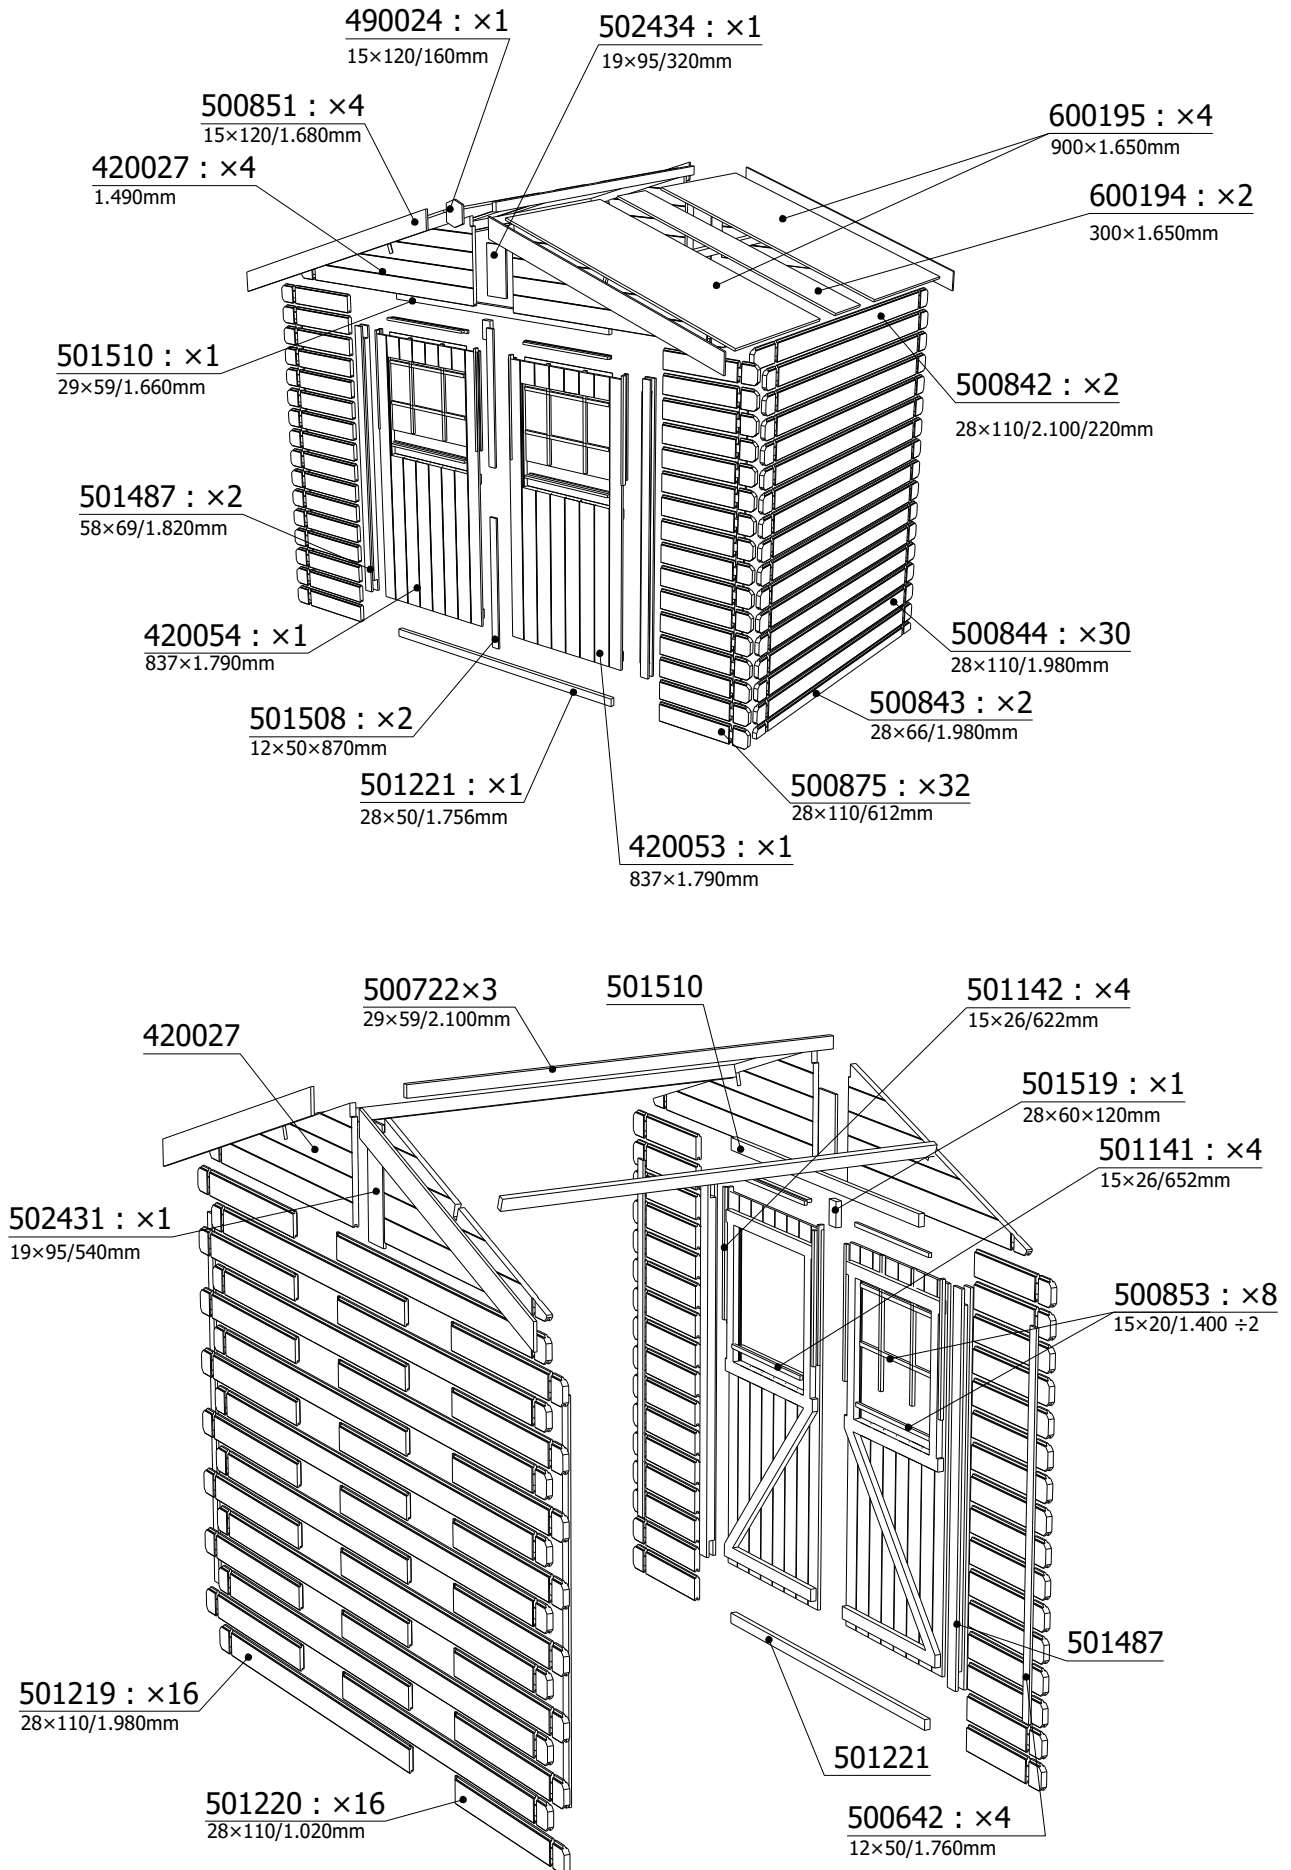 490024 : ×1
15×120/160mm
502434 : ×1
19×95/320mm
500851 : ×4
15×120/1.680mm
600195 : ×4
900×1.650mm
420027 : ×4
1.490mm
600194 : ×2
300×1.650mm
501510 : ×1
29×59/1.660mm
500842 : ×2
28×110/2.100/220mm
501487 : ×2
58×69/1.820mm
420054 : ×1
837×1.790mm
500844 : ×30
28×110/1.980mm
501508 : ×2
12×50×870mm
500843 : ×2
28×66/1.980mm
501221 : ×1
28×50/1.756mm
500875 : ×32
28×110/612mm
420053 : ×1
837×1.790mm
500722×3
29×59/2.100mm
501510
501142 : ×4
15×26/622mm
420027
501519 : ×1
28×60×120mm
501141 : ×4
15×26/652mm
502431 : ×1
19×95/540mm
500853 : ×8
15×20/1.400 ÷2
501487
501219 : ×16
28×110/1.980mm
501221
501220 : ×16
28×110/1.020mm
500642 : ×4
12×50/1.760mm